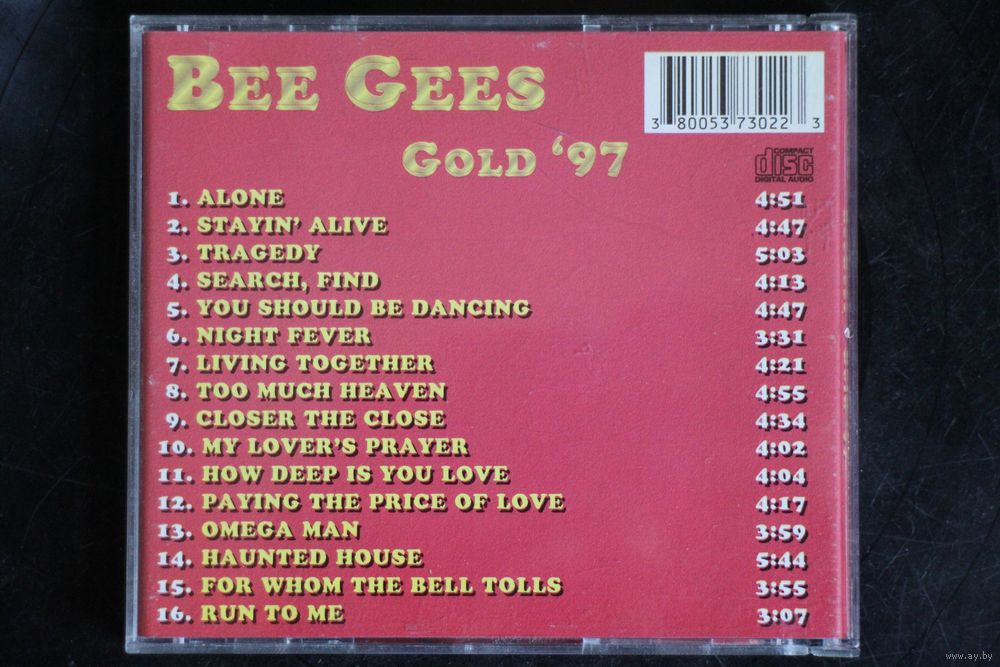 BEE GEES
3 80053 73022 3
GOLD '97
COMPACT
disc
DIGITAL AUDIO
1. ALONE 4:51
2. STAYIN' ALIVE 4:47
3. TRAGEDY 5:03
4. SEARCH, FIND 4:13
5. YOU SHOULD BE DANCING 4:47
6. NIGHT FEVER 3:31
7. LIVING TOGETHER 4:21
8. TOO MUCH HEAVEN 4:55
9. CLOSER THE CLOSE 4:34
10. MY LOVER'S PRAYER 4:02
11. HOW DEEP IS YOU LOVE 4:04
12. PAYING THE PRICE OF LOVE 4:17
13. OMEGA MAN 3:59
14. HAUNTED HOUSE 5:44
15. FOR WHOM THE BELL TOLLS 3:55
16. RUN TO ME 3:07
www.ay.by